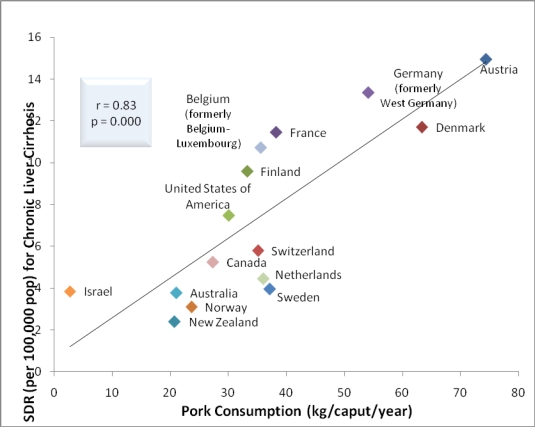 16
14
12
10
8
6
4
2
0
SDR (per 100,000 pop) for Chronic Liver Cirrhosis
r = 0.83
p = 0.000
Austria
Germany
(formerly
West Germany)
Belgium
(formerly
Belgium-
Luxembourg)
France
Denmark
Finland
United States of
America
Switzerland
Canada
Netherlands
Israel
Australia
Sweden
Norway
New Zealand
0 10 20 30 40 50 60 70 80
Pork Consumption (kg/caput/year)